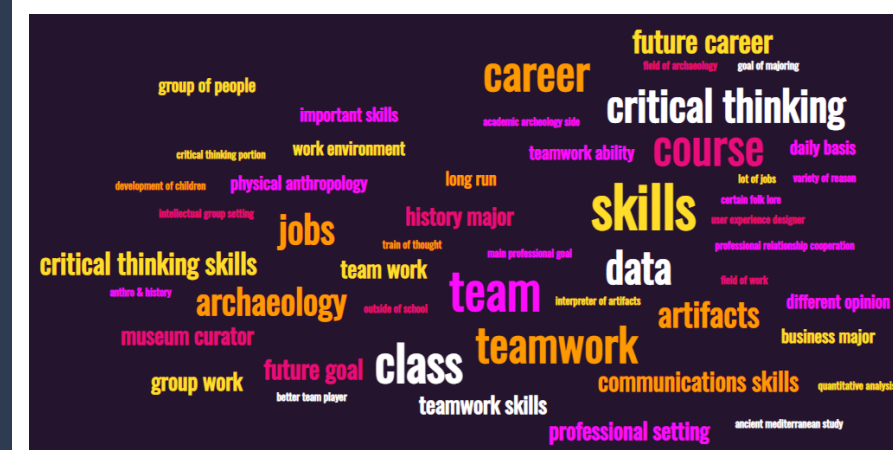 future career
career
field of archaeology
goal of majoring
group of people
critical thinking
important skills
academic archeology side
course
daily basis
teamwork ability
work environment
critical thinking portion
long run
lot of jobs
variety of reason
physical anthropology
development of children
skills
certain folk lore
history major
intellectual group setting
user experience designer
jobs
train of thought
professional relationship cooperation
main professional goal
critical thinking skills
team work
data
field of work
anthro & history
team
archaeology
interpreter of artifacts
different opinion
outside of school
artifacts
museum curator
business major
teamwork
class
future goal
group work
communications skills
quantitative analysis
better team player
teamwork skills
professional setting
ancient mediterranean study